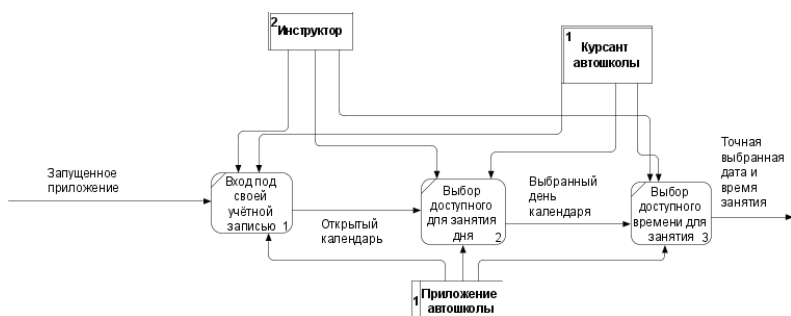 2
Инструктор
1
Курсант
автошколы
Запущенное
приложение
Вход под
своей
учётной
записью 1
Открытый
календарь
Выбор
доступного
для занятия
дня
2
Выбранный
день
календаря
Выбор
доступного
времени для
занятия 3
Точная
выбранная
дата и
время
занятия
1
Приложение
автошколы